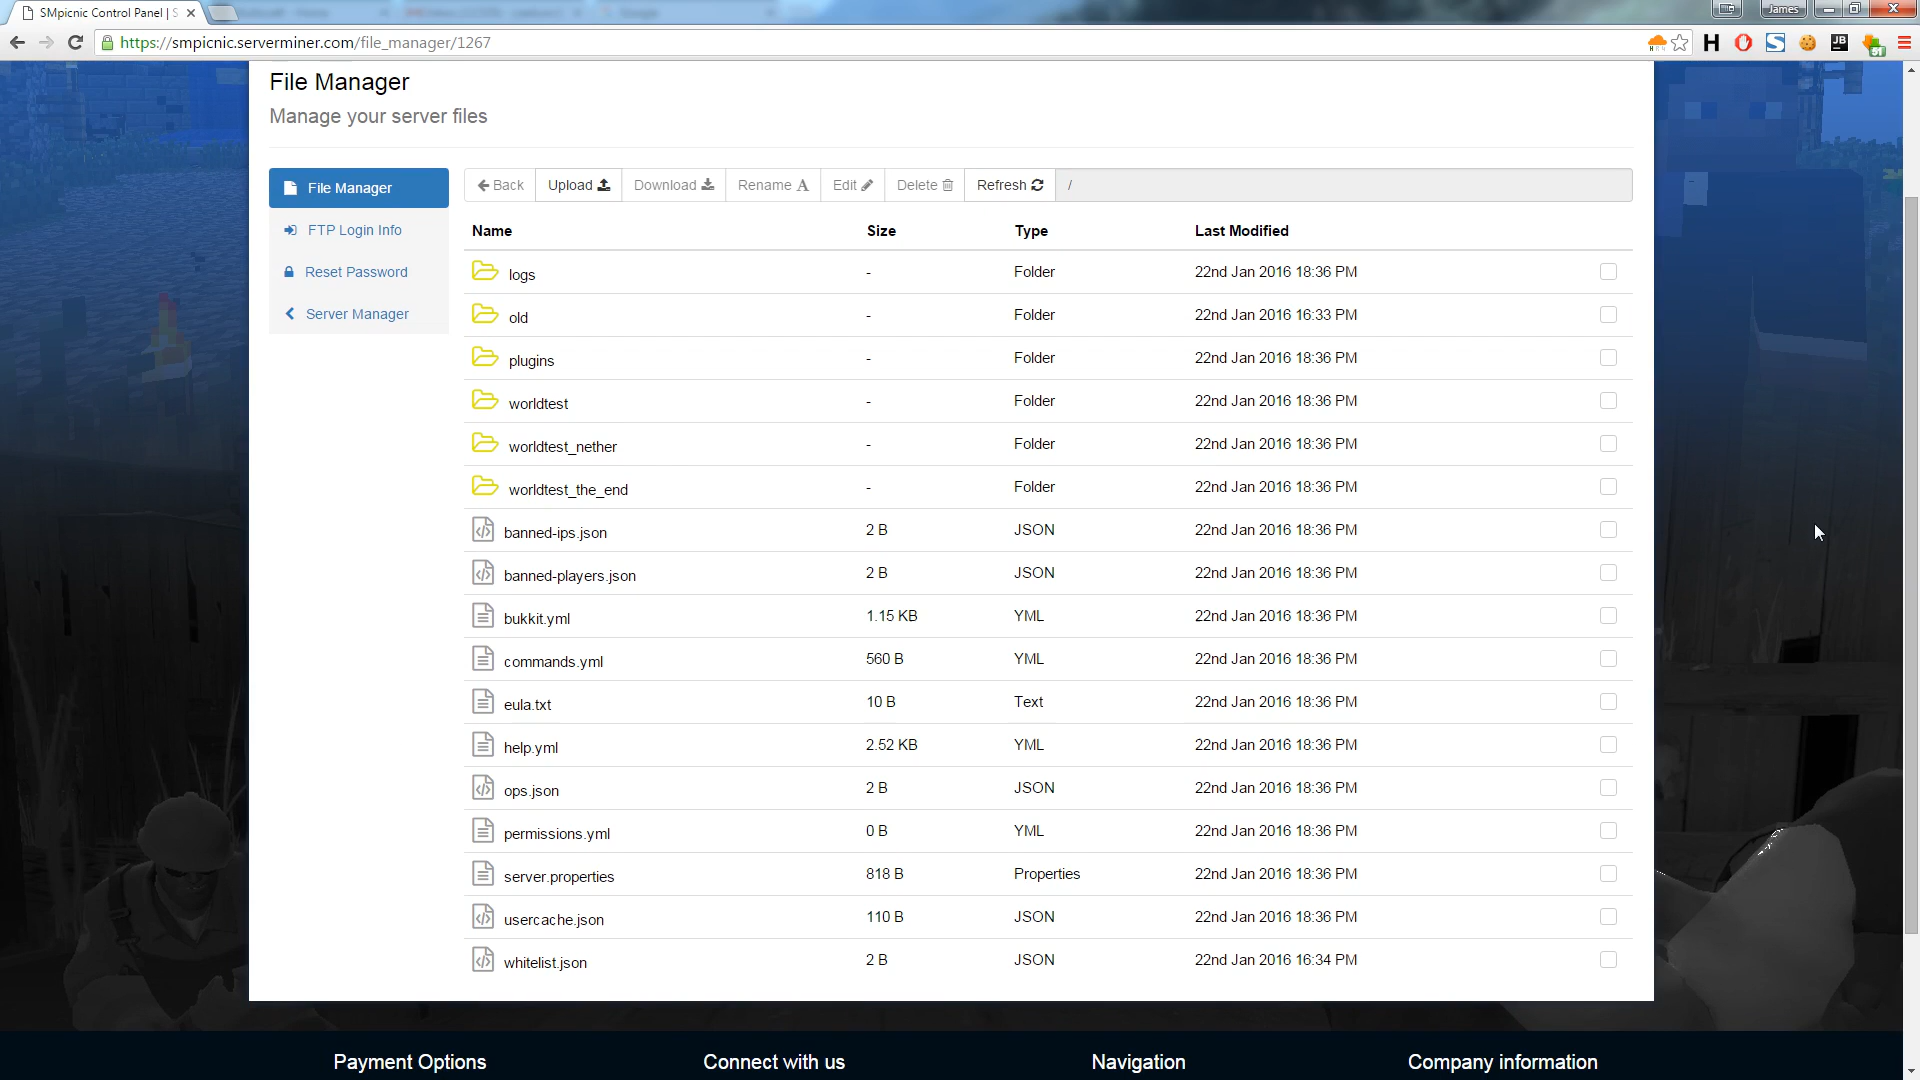 SMpicnic Control Panel | S
James
https://smpicnic.serverminer.com/file_manager/1267
H
S
JB
File Manager
Manage your server files
File Manager
FTP Login Info
Reset Password
Server Manager
Back Upload Download Rename A Edit Delete Refresh /
Name Size Type Last Modified
logs - Folder 22nd Jan 2016 18:36 PM
old - Folder 22nd Jan 2016 16:33 PM
plugins - Folder 22nd Jan 2016 18:36 PM
worldtest - Folder 22nd Jan 2016 18:36 PM
worldtest_nether - Folder 22nd Jan 2016 18:36 PM
worldtest_the_end - Folder 22nd Jan 2016 18:36 PM
banned-ips.json 2 B JSON 22nd Jan 2016 18:36 PM
banned-players.json 2 B JSON 22nd Jan 2016 18:36 PM
bukkit.yml 1.15 KB YML 22nd Jan 2016 18:36 PM
commands.yml 560 B YML 22nd Jan 2016 18:36 PM
eula.txt 10 B Text 22nd Jan 2016 18:36 PM
help.yml 2.52 KB YML 22nd Jan 2016 18:36 PM
ops.json 2 B JSON 22nd Jan 2016 18:36 PM
permissions.yml 0 B YML 22nd Jan 2016 18:36 PM
server.properties 818 B Properties 22nd Jan 2016 18:36 PM
usercache.json 110 B JSON 22nd Jan 2016 18:36 PM
whitelist.json 2 B JSON 22nd Jan 2016 16:34 PM
Payment Options Connect with us Navigation Company information